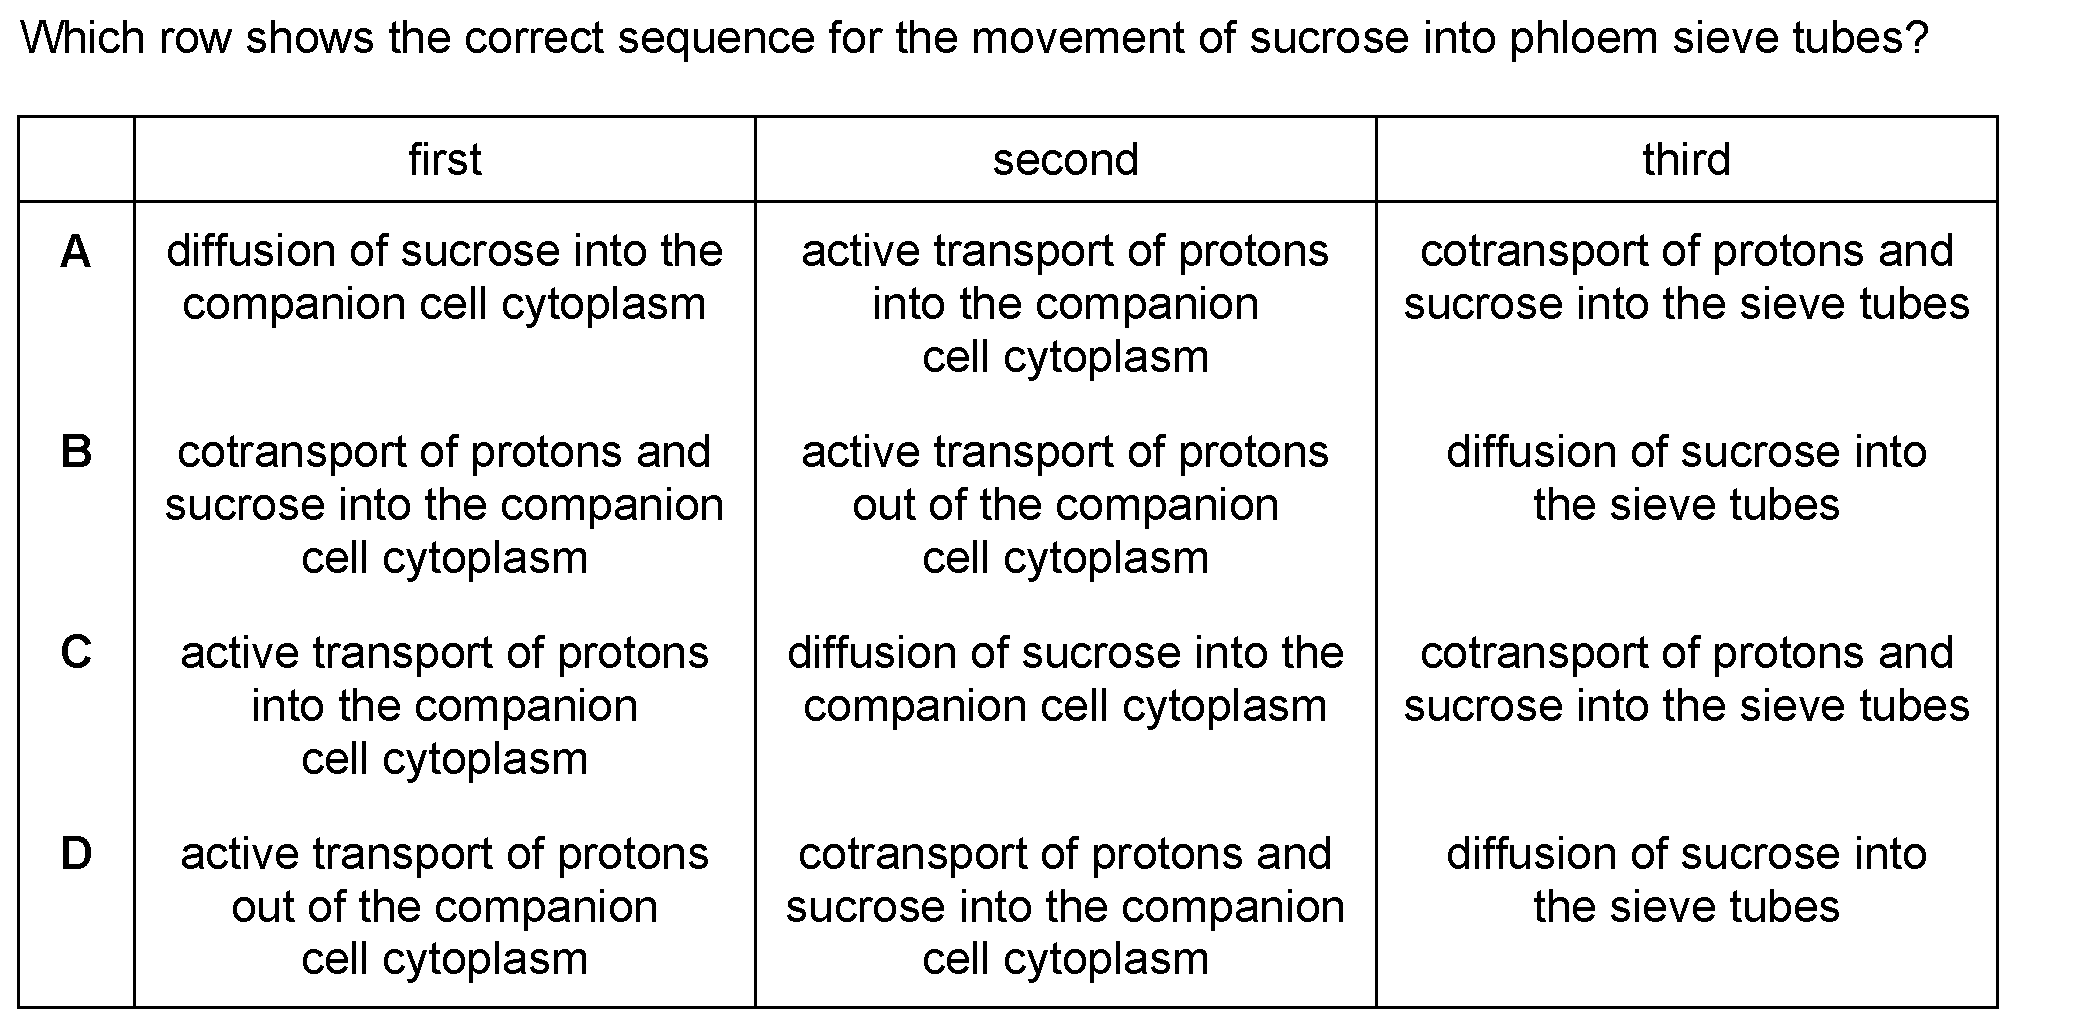 Which row shows the correct sequence for the movement of sucrose into phloem sieve tubes?
first second third
A diffusion of sucrose into the active transport of protons cotransport of protons and
companion cell cytoplasm into the companion sucrose into the sieve tubes
cell cytoplasm
B cotransport of protons and active transport of protons diffusion of sucrose into
sucrose into the companion out of the companion the sieve tubes
cell cytoplasm cell cytoplasm
C active transport of protons diffusion of sucrose into the cotransport of protons and
into the companion companion cell cytoplasm sucrose into the sieve tubes
cell cytoplasm
D active transport of protons cotransport of protons and diffusion of sucrose into
out of the companion sucrose into the companion the sieve tubes
cell cytoplasm cell cytoplasm